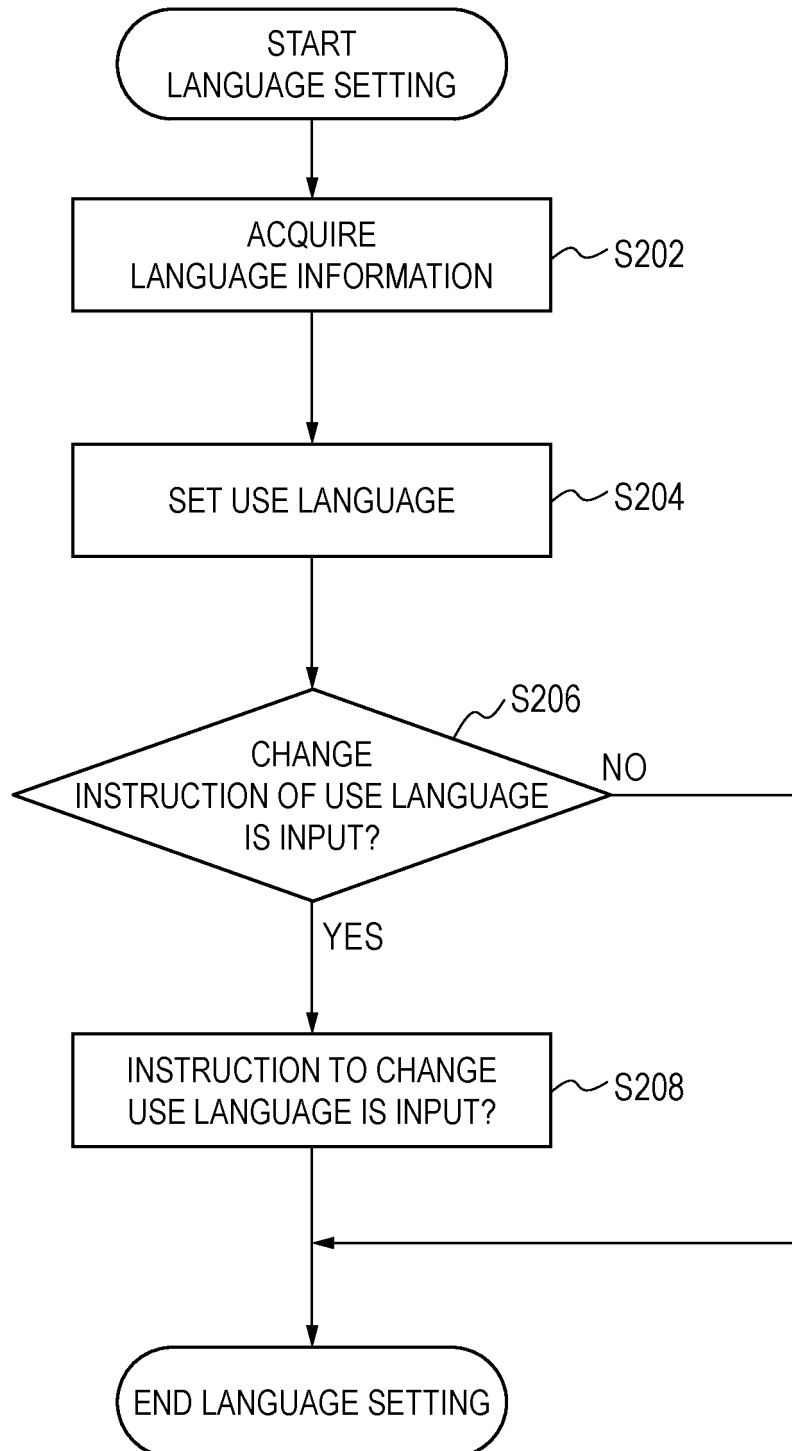 START
LANGUAGE SETTING
ACQUIRE
LANGUAGE INFORMATION
S202
SET USE LANGUAGE
S204
S206
CHANGE
INSTRUCTION OF USE LANGUAGE
IS INPUT?
NO
YES
INSTRUCTION TO CHANGE
USE LANGUAGE IS INPUT?
S208
END LANGUAGE SETTING